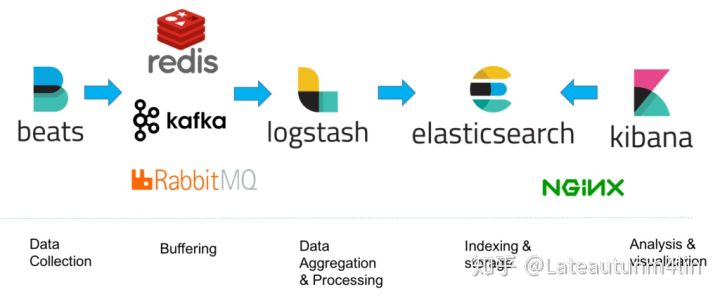 redis
beats
kafka
logstash
elasticsearch
kibana
RabbitMQ
NGINX
Data
Collection
Buffering
Data
Aggregation
& Processing
Indexing &
storage
Analysis &
visualization
知乎 @Lateautumn4lin